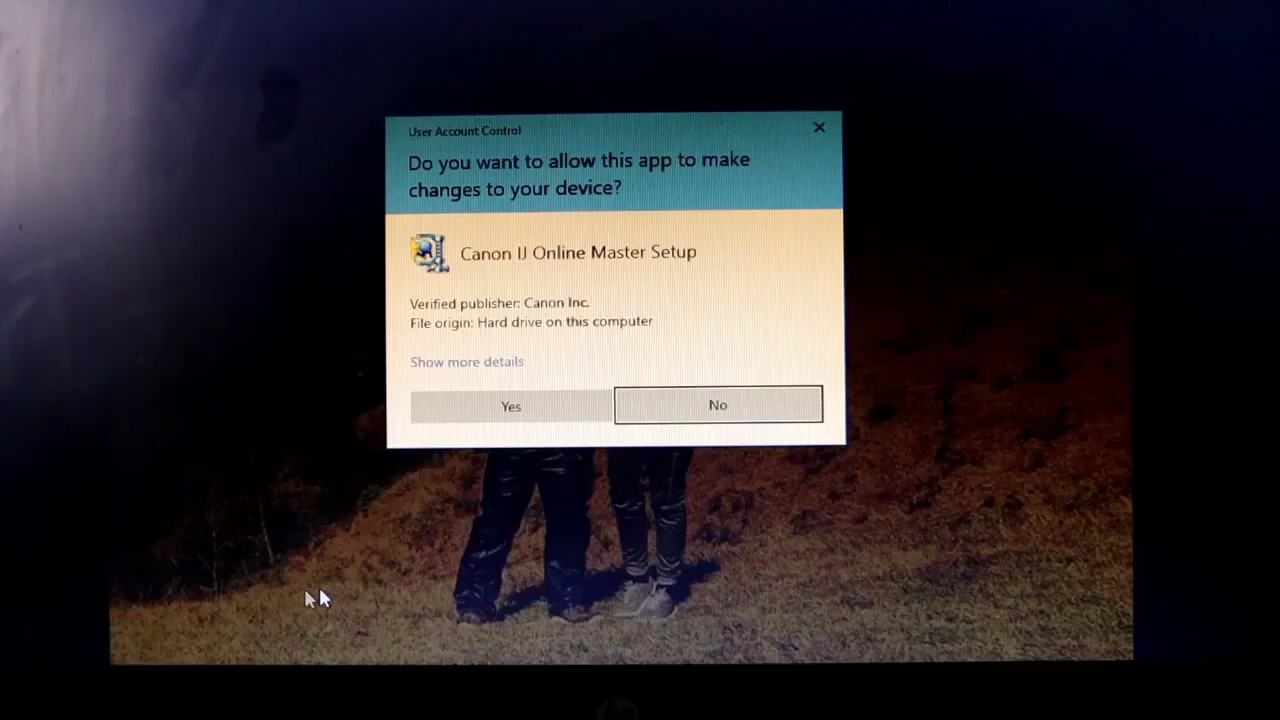 User Account Control
Do you want to allow this app to make
changes to your device?
Canon IJ Online Master Setup
Verified publisher: Canon Inc.
File origin: Hard drive on this computer
Show more details
Yes
No